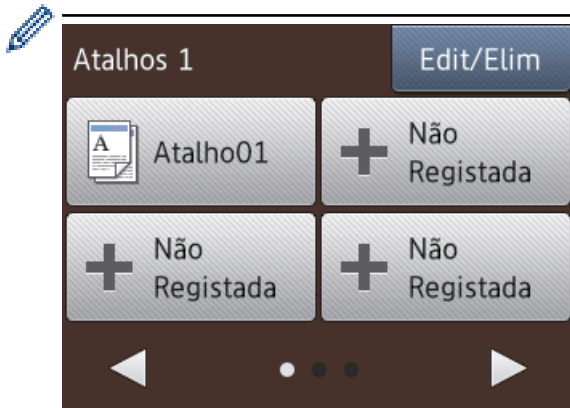 Atalhos 1
Edit/Elim
A
Atalho01
Não
Registada
Não
Registada
Não
Registada